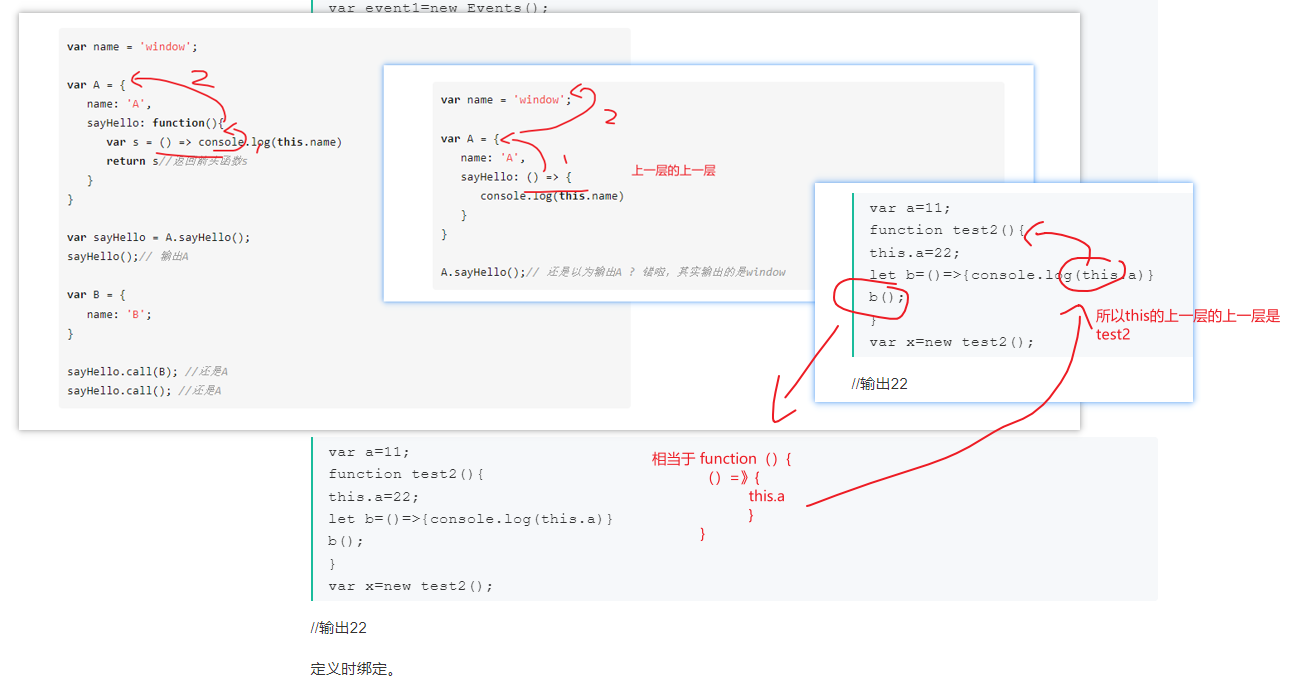 var event1=new Events();
var name = 'window';
var A = {
name: 'A',
sayHello: function(){
var s = () => console.log(this.name)
return s//返回箭头函数s
}
}
var sayHello = A.sayHello();
sayHello();// 输出A
var B = {
name: 'B';
}
sayHello.call(B); //还是A
sayHello.call(); //还是A
2
1
var name = 'window';
var A = {
name: 'A',
sayHello: () => {
console.log(this.name)
}
}
A.sayHello();// 还是以为输出A ? 错啦，其实输出的是window
2
1
上一层的上一层
var a=11;
function test2(){
this.a=22;
let b=()=>{console.log(this.a)}
b();
}
var x=new test2();
//输出22
所以this的上一层的上一层是
test2
var a=11;
function test2(){
this.a=22;
let b=()=>{console.log(this.a)}
b();
}
var x=new test2();
相当于 function（）{
（）=》{
this.a
}
}
//输出22
定义时绑定。